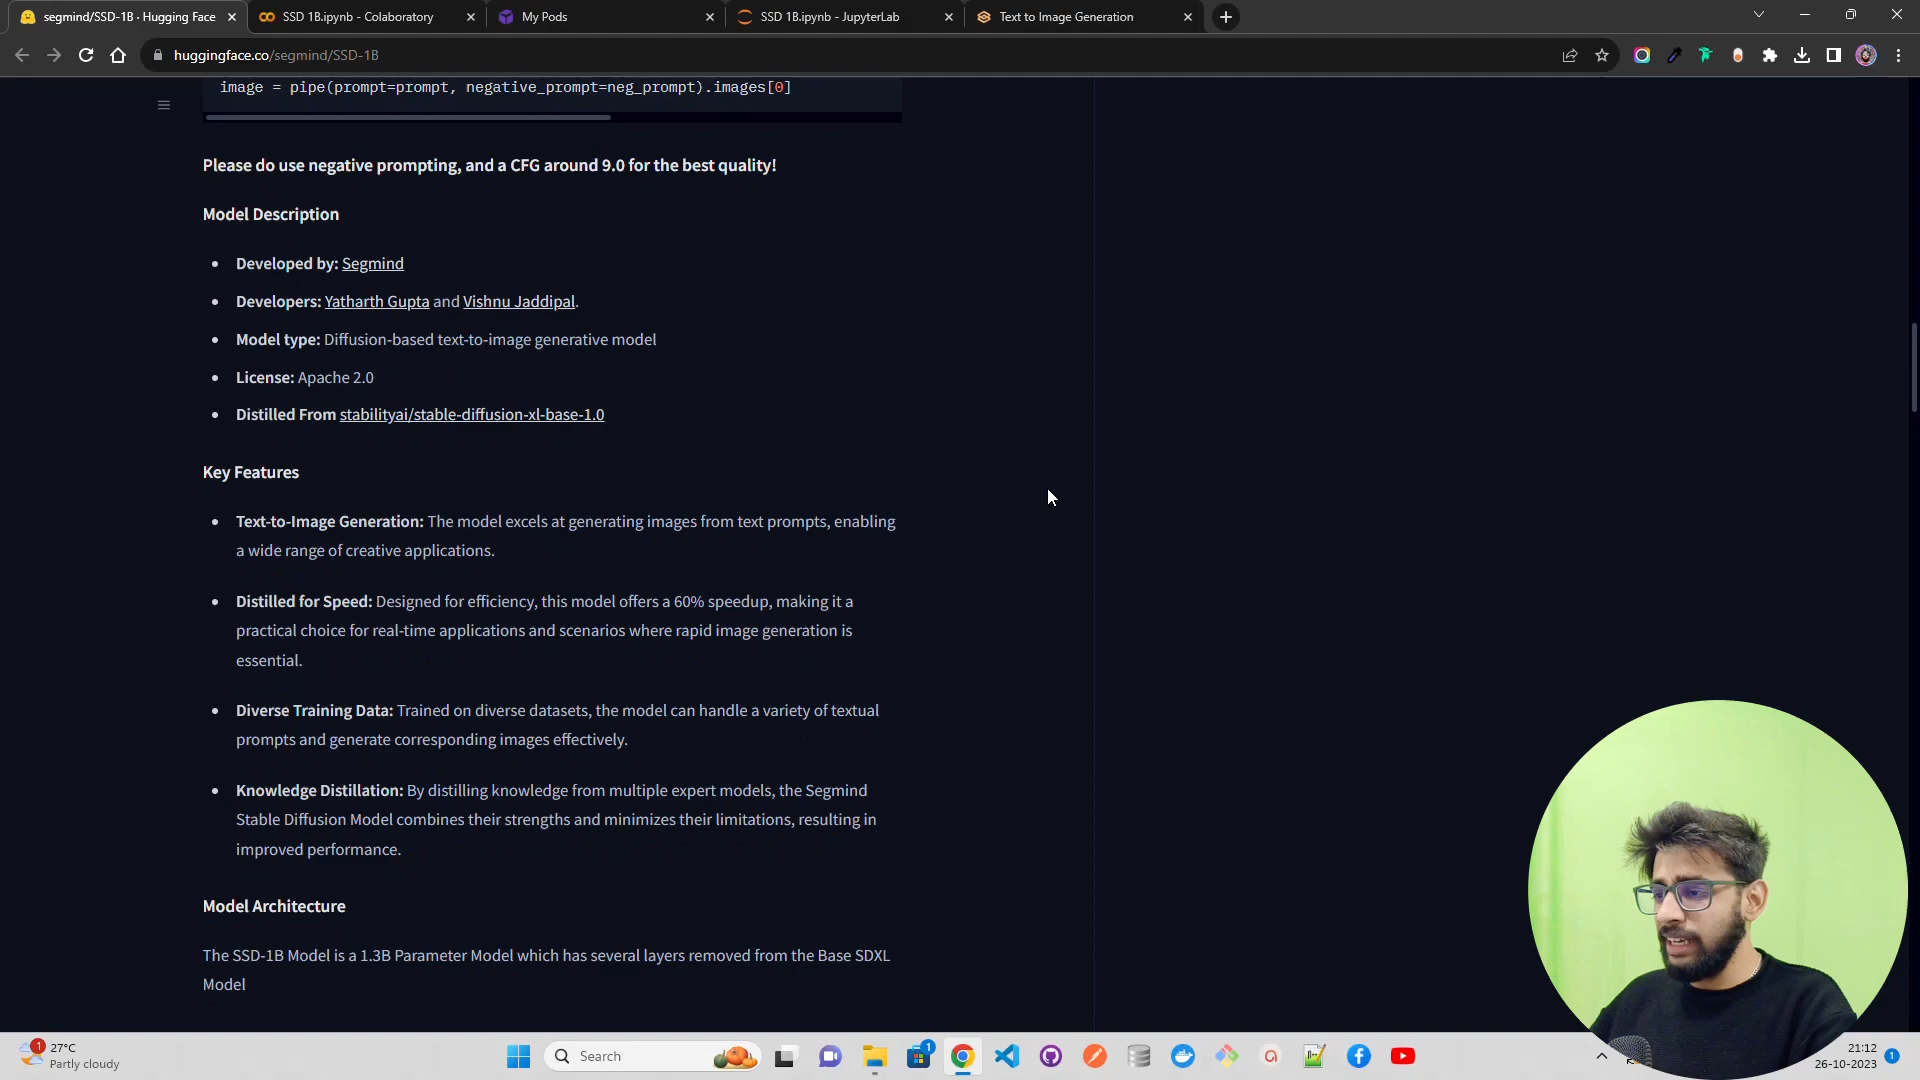 segmind/SSD-1B · Hugging Face
SSD 1B.ipynb - Colaboratory
My Pods
SSD 1B.ipynb - JupyterLab
Text to Image Generation
huggingface.co/segmind/SSD-1B
image = pipe(prompt=prompt, negative_prompt=neg_prompt).images[0]
Please do use negative prompting, and a CFG around 9.0 for the best quality!
Model Description
• Developed by: Segmind
• Developers: Yatharth Gupta and Vishnu Jaddipal.
• Model type: Diffusion-based text-to-image generative model
• License: Apache 2.0
• Distilled From stabilityai/stable-diffusion-xl-base-1.0
Key Features
• Text-to-Image Generation: The model excels at generating images from text prompts, enabling
a wide range of creative applications.
• Distilled for Speed: Designed for efficiency, this model offers a 60% speedup, making it a
practical choice for real-time applications and scenarios where rapid image generation is
essential.
• Diverse Training Data: Trained on diverse datasets, the model can handle a variety of textual
prompts and generate corresponding images effectively.
• Knowledge Distillation: By distilling knowledge from multiple expert models, the Segmind
Stable Diffusion Model combines their strengths and minimizes their limitations, resulting in
improved performance.
Model Architecture
The SSD-1B Model is a 1.3B Parameter Model which has several layers removed from the Base SDXL
Model
1
27°C
Partly cloudy
Search
1
21:12
26-10-2023
1